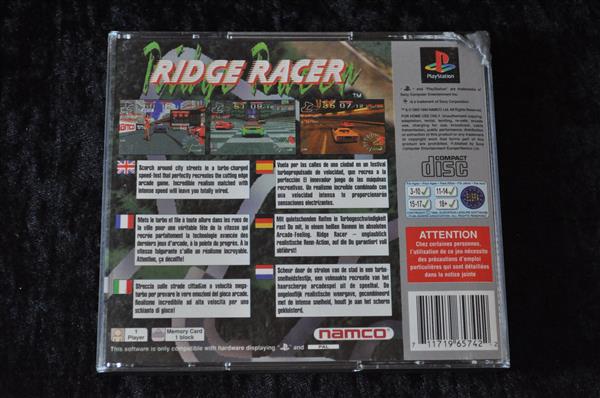 RIDGE RACER
TM
PlayStation
Scorch around city streets in a turbo-charged
speed-fest that perfectly recreates the cutting edge
arcade game. Incredible realism matched with
intense speed will leave you totally wired.
Vuela por las calles de una ciudad en un festival
turbopropulsado de velocidad, que recrea a la
perfección El innovador juego de las máquinas
recreativas. Un realismo increíble combinado con
una velocidad intensa te proporcionarán
sensaciones electrizantes.
Mets le turbo et file à toute allure dans les rues de
la ville pour une véritable fête de la vitesse qui
recrée parfaitement la technologie avancée des
derniers jeux d'arcade, à la pointe du progrès. À la
vitesse fulgurante s'allie un réalisme incroyable.
Attention, ça décoiffe!
Mit quietschenden Reifen in Turbogeschwindigkeit
rast Du mit, in einem heißen Rennen im absoluten
Arcade-Feeling. Ridge Racer - unglaublich
realistische Renn-Action, auf die Du garantiert voll
abfährst!
Sfreccia sulle strade cittadine a velocità mega-
turbo per provare le vere emozioni del gioco arcade.
Realismo incredibile ad alta velocità per uno
schianto di gioco!
Scheur door de straten van de stad in een turbo-
snelheidsfestijn, een volmaakte recreatie van het
haarscherpe arcadespel uit de speelhal. De
ongelooflijk realistische weergave, gecombineerd
met de intense snelheid, houdt je aan het scherm
gekluisterd.
COMPACT
disc
3-10
11-14
15-17
18+
ATTENTION
Chez certaines personnes,
l'utilisation de ce jeu nécessite
des précautions d'emploi
particulières qui sont détaillées
dans la notice jointe
1
Player
Memory Card
1 block
namco
This software is only compatible with hardware displaying
and
PAL
7 11719 65742 2